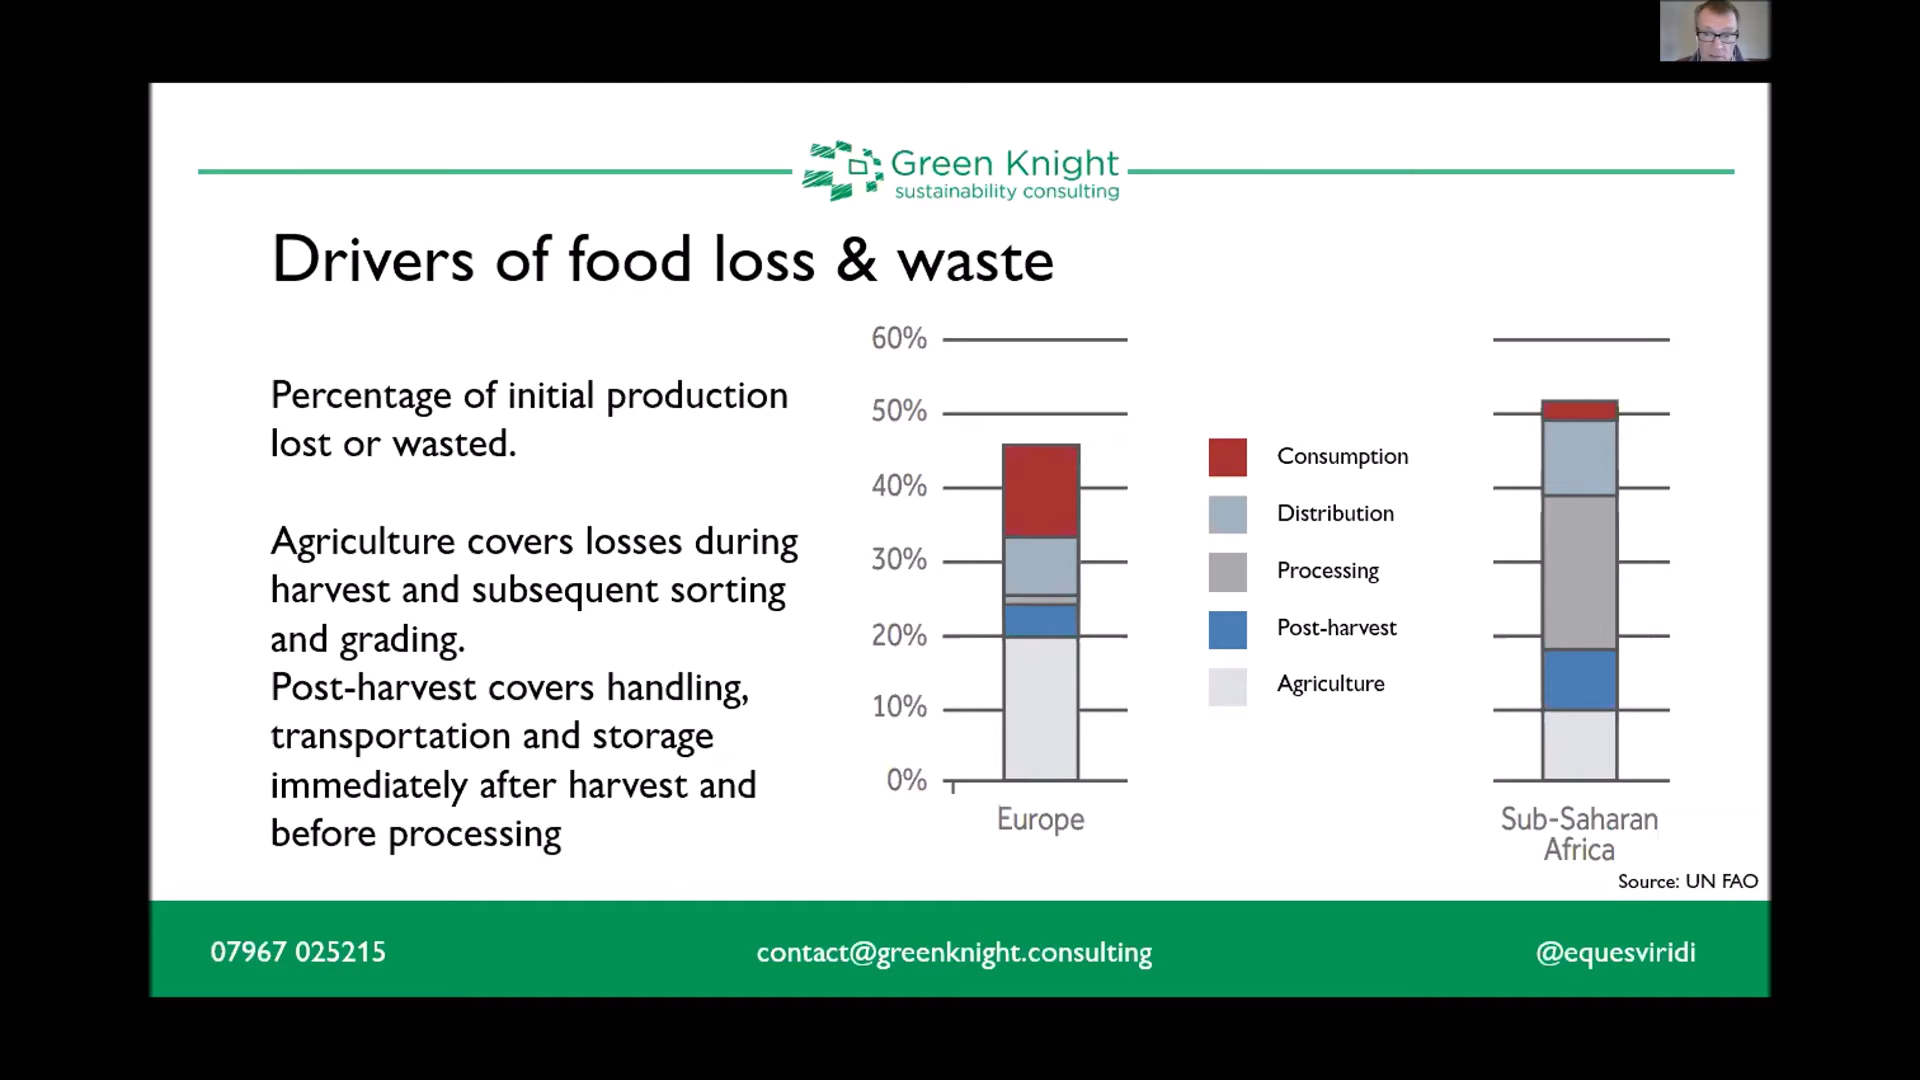 Green Knight
sustainability consulting
Drivers of food loss & waste
Percentage of initial production
lost or wasted.
Agriculture covers losses during
harvest and subsequent sorting
and grading.
Post-harvest covers handling,
transportation and storage
immediately after harvest and
before processing
60%
50%
40%
30%
20%
10%
0%
Europe
Consumption
Distribution
Processing
Post-harvest
Agriculture
Sub-Saharan
Africa
Source: UN FAO
07967 025215
contact@greenknight.consulting
@equesviridi